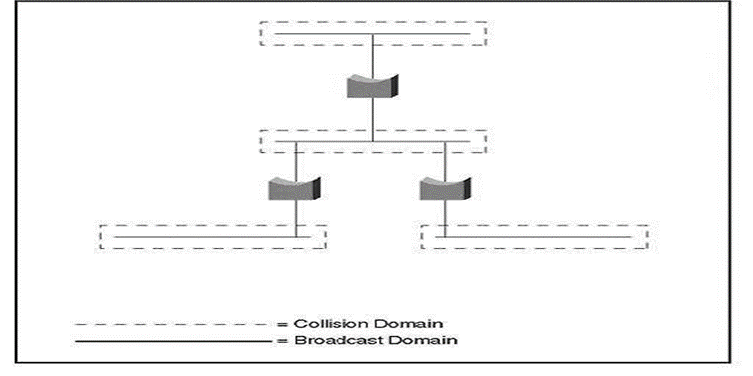 = Collision Domain
= Broadcast Domain